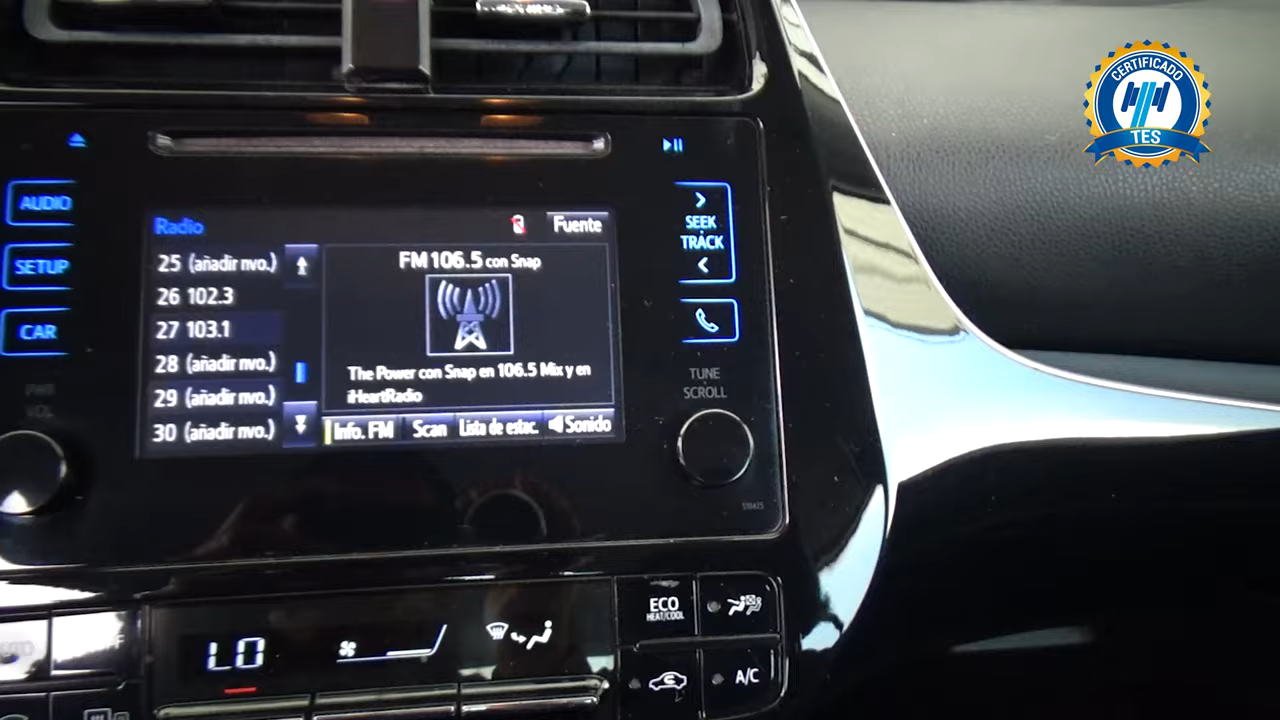 CERTIFICADO
TES
AUDIO
SETUP
CAR
PWR
VOL
Radio
Fuente
25 (añadir nvo.)
26 102.3
27 103.1
28 (añadir nvo.)
29 (añadir nvo.)
30 (añadir nvo.)
FM 106.5 con Snap
The Power con Snap en 106.5 Mix y en
iHeartRadio
Info. FM
Scan
Lista de estac.
Sonido
SEEK
TRACK
TUNE
SCROLL
LO
ECO
HEAT/COOL
A/C